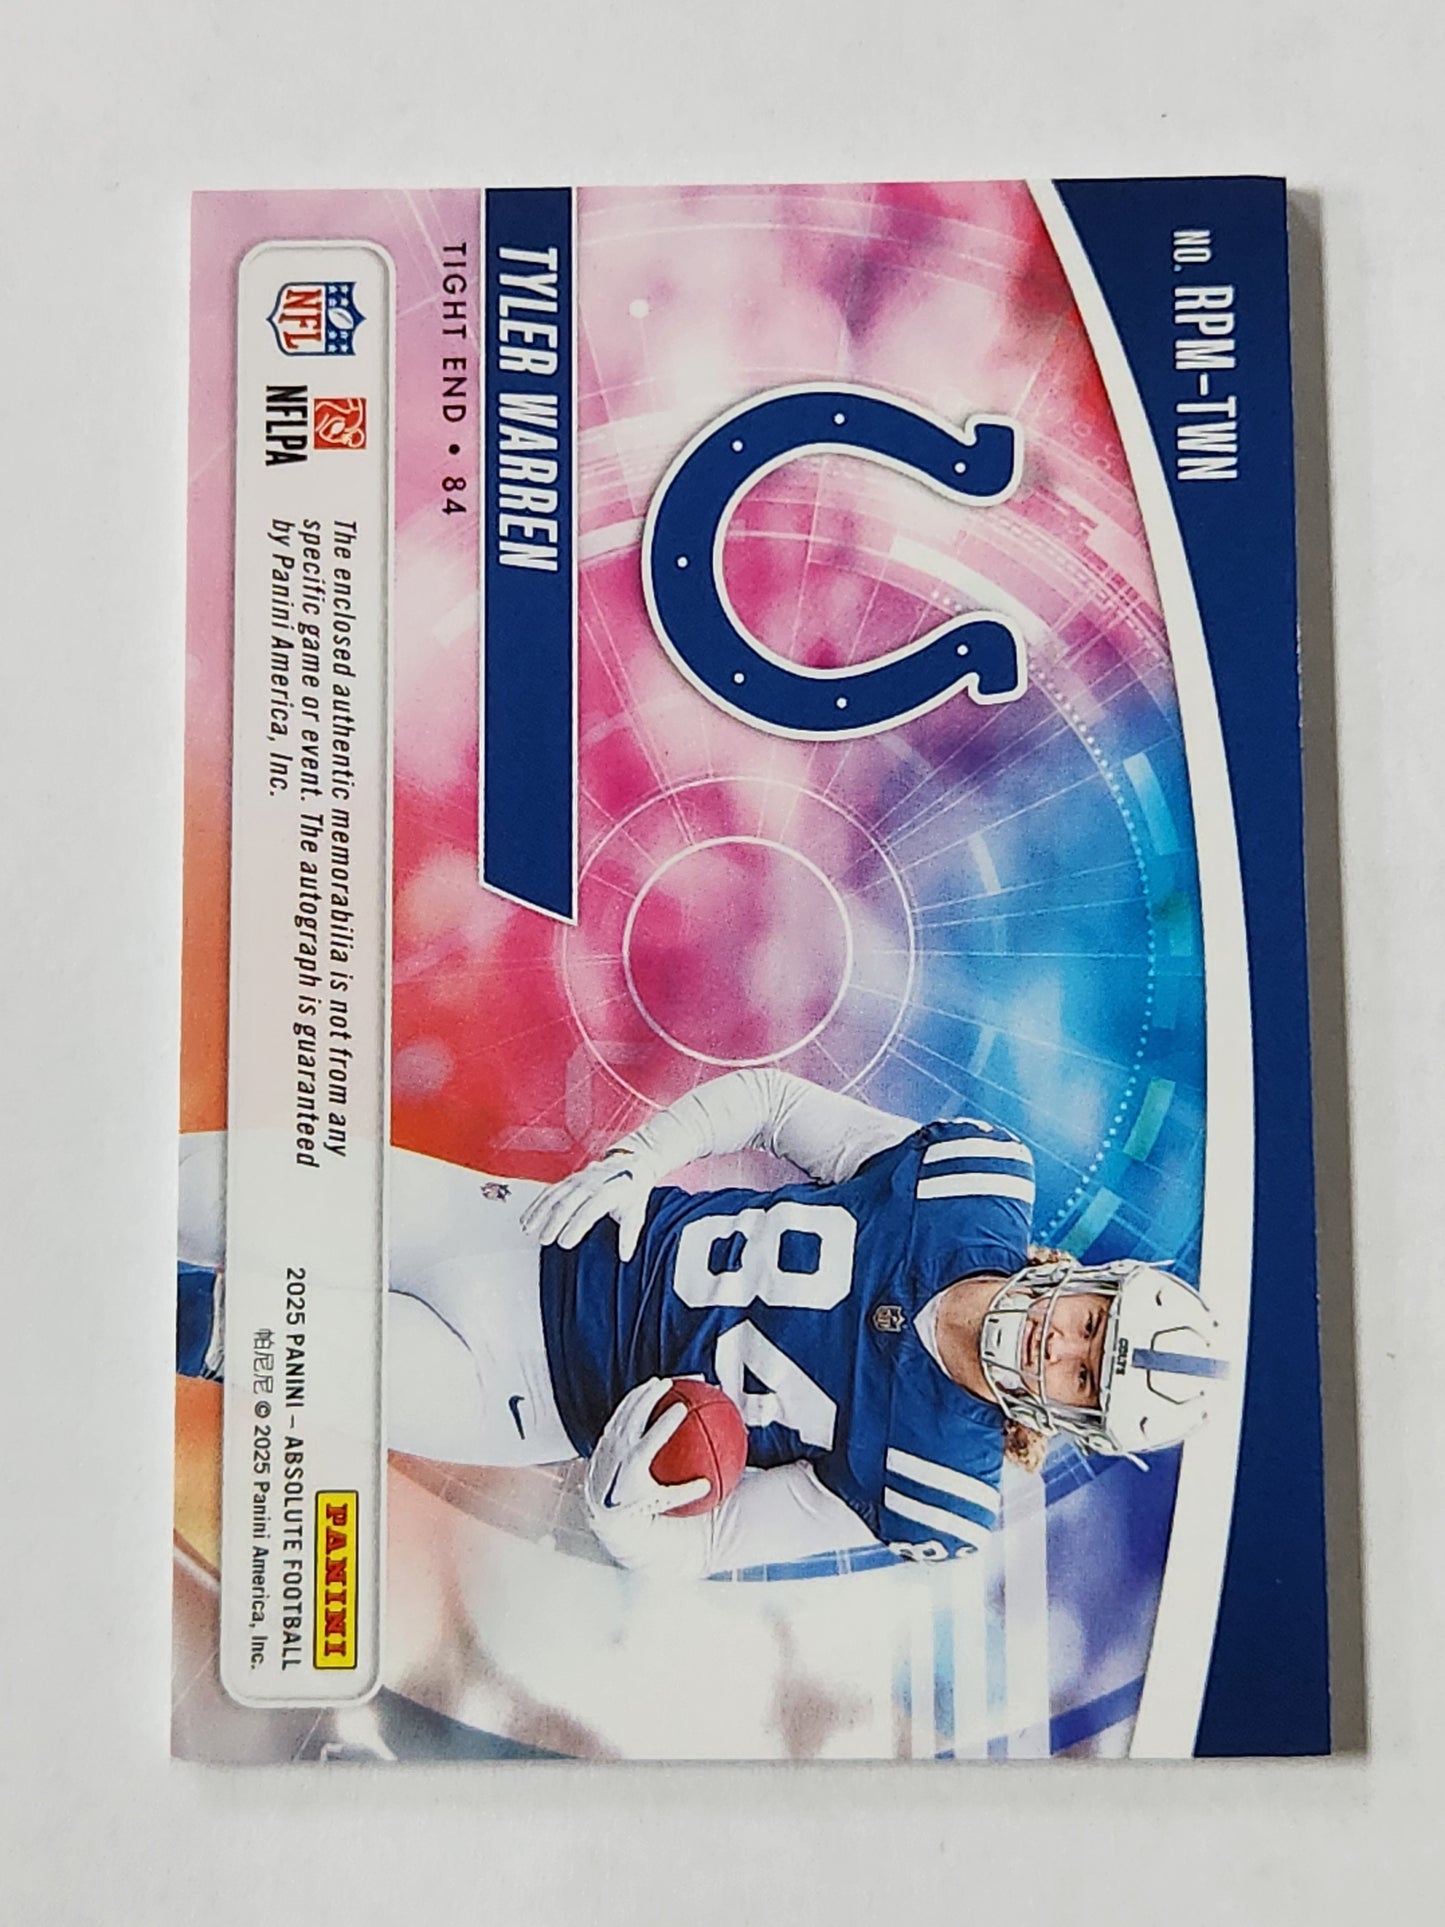 NO. RPM-TWN
COLTS
84
8
TYLER WARREN
TIGHT END • 84
NFL
NFLPA
The enclosed authentic memorabilia is not from any
specific game or event. The autograph is guaranteed
by Panini America, Inc.
PANINI
2025 PANINI – ABSOLUTE FOOTBALL
帕尼尼 © 2025 Panini America, Inc.